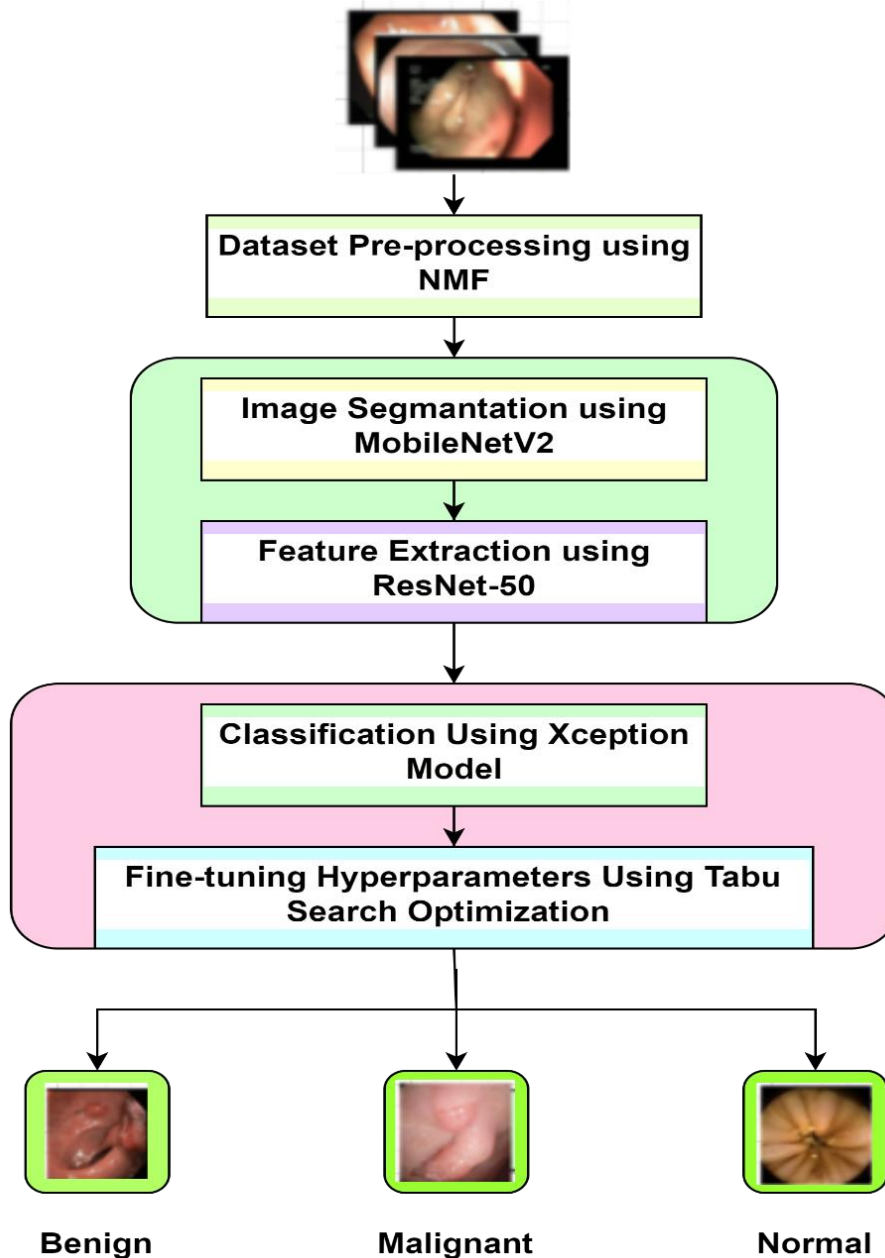 Dataset Pre-processing using
NMF
Image Segmantation using
MobileNetV2
Feature Extraction using
ResNet-50
Classification Using Xception
Model
Fine-tuning Hyperparameters Using Tabu
Search Optimization
Benign
Malignant
Normal